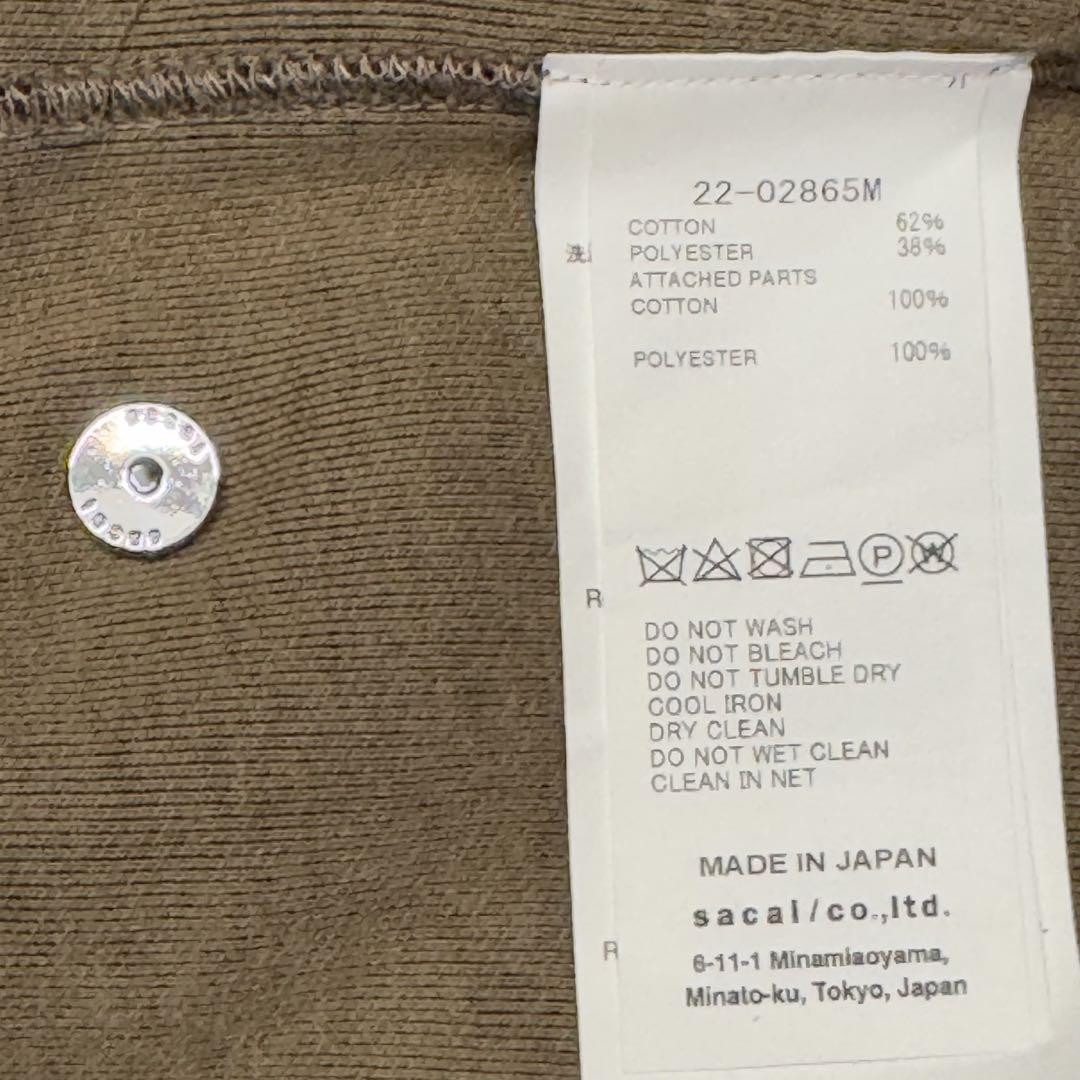 22-02865M
COTTON 62%
POLYESTER 38%
ATTACHED PARTS
COTTON 100%
POLYESTER 100%
P
W
R
DO NOT WASH
DO NOT BLEACH
DO NOT TUMBLE DRY
COOL IRON
DRY CLEAN
DO NOT WET CLEAN
CLEAN IN NET
MADE IN JAPAN
sacai/co.,ltd.
R
6-11-1 Minamiaoyama,
Minato-ku, Tokyo, Japan